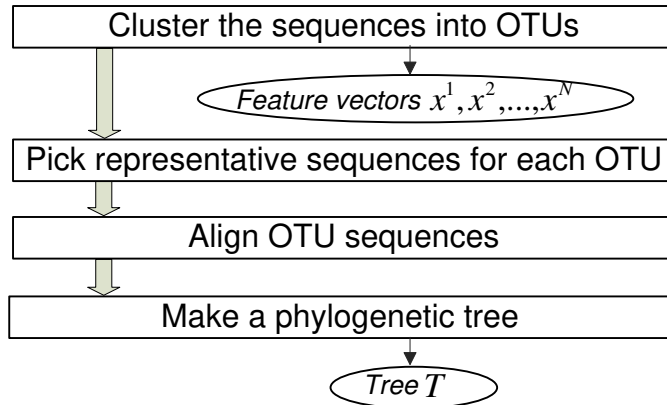 Cluster the sequences into OTUs
Feature vectors x^1, x^2, ..., x^N
Pick representative sequences for each OTU
Align OTU sequences
Make a phylogenetic tree
Tree T